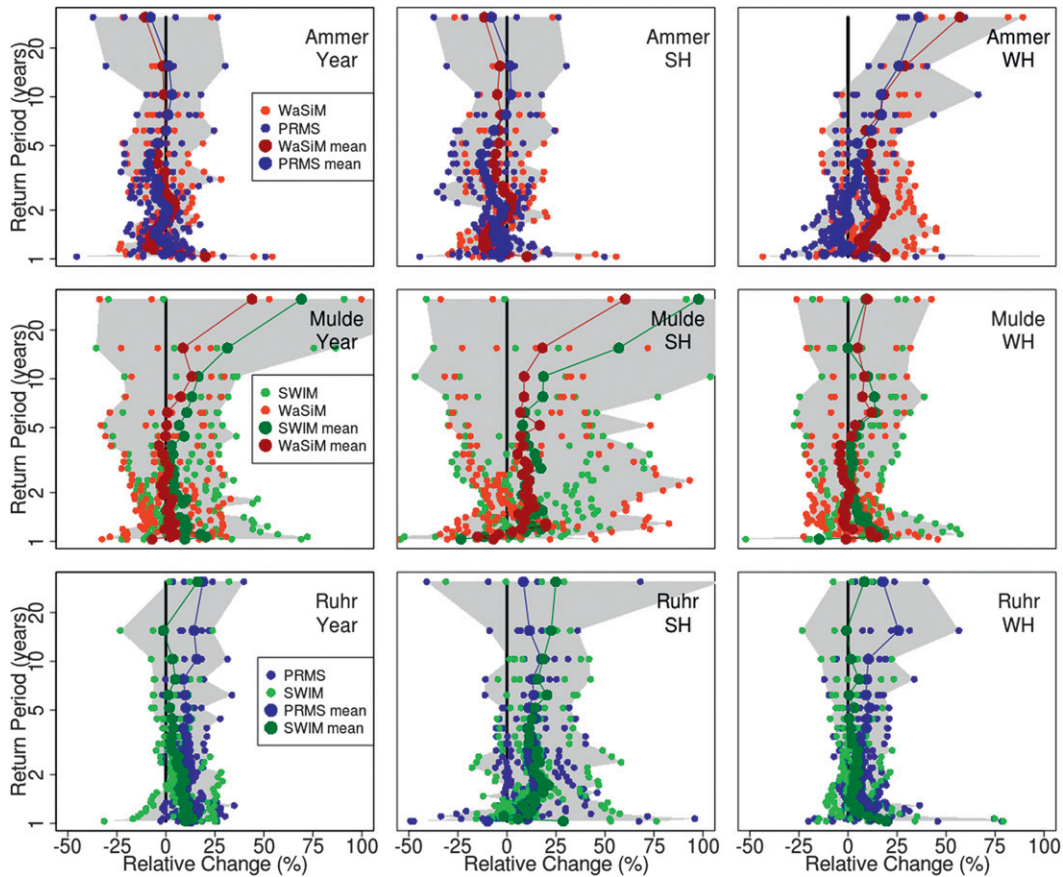 Return Period (years)
20
10
5
2
1
Ammer
Year
WaSiM
PRMS
WaSiM mean
PRMS mean
Ammer
SH
Ammer
WH
Return Period (years)
20
10
5
2
1
Mulde
Year
SWIM
WaSiM
SWIM mean
WaSiM mean
Mulde
SH
Mulde
WH
Return Period (years)
20
10
5
2
1
Ruhr
Year
PRMS
SWIM
PRMS mean
SWIM mean
Ruhr
SH
Ruhr
WH
-50 -25 0 25 50 75 100
Relative Change (%)
-50 -25 0 25 50 75 100
Relative Change (%)
-50 -25 0 25 50 75 100
Relative Change (%)